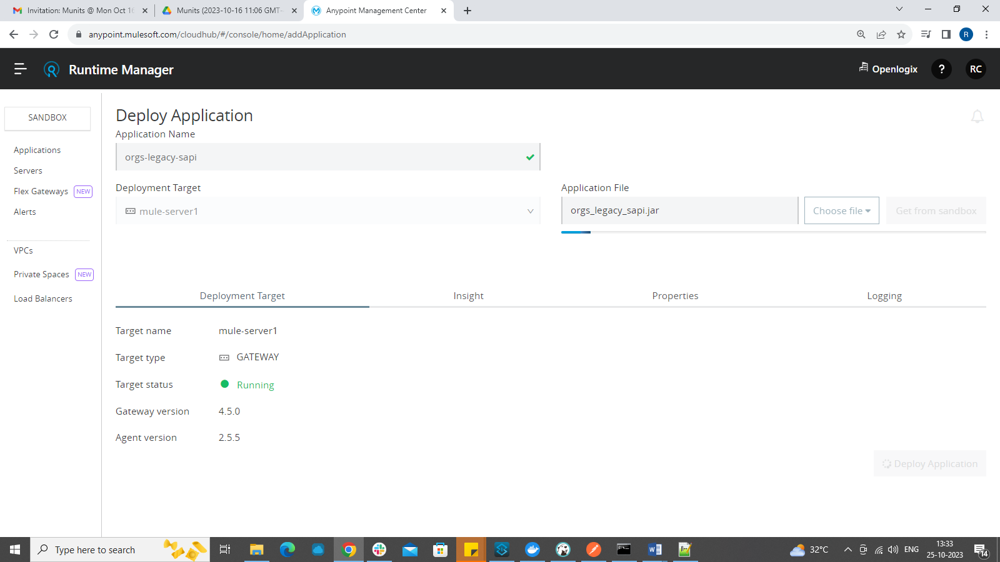 Invitation: Munits @ Mon Oct 16
Munits (2023-10-16 11:06 GMT-
Anypoint Management Center
anypoint.mulesoft.com/cloudhub/#/console/home/addApplication
R
Runtime Manager
Openlogix
?
RC
SANDBOX
Applications
Servers
Flex Gateways NEW
Alerts
VPCs
Private Spaces NEW
Load Balancers
Deploy Application
Application Name
orgs-legacy-sapi
Deployment Target
mule-server1
Application File
orgs_legacy_sapi.jar
Choose file
Get from sandbox
Deployment Target
Insight
Properties
Logging
Target name mule-server1
Target type GATEWAY
Target status Running
Gateway version 4.5.0
Agent version 2.5.5
Deploy Application
Type here to search
32°C
ENG
13:33
25-10-2023
14